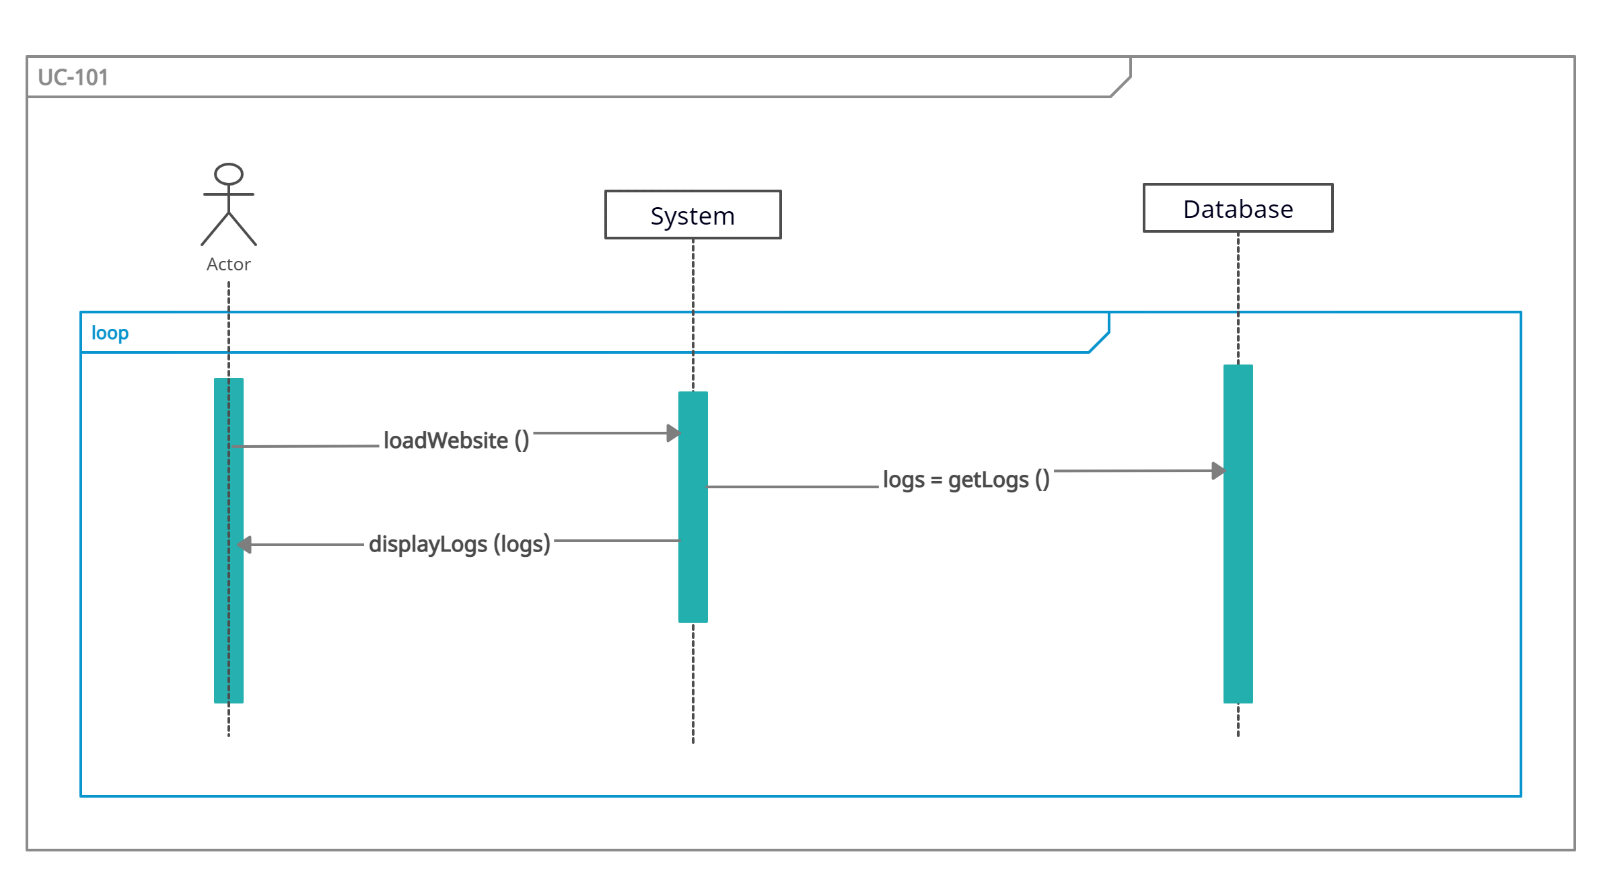 UC-101
Actor
System
Database
loop
loadWebsite ()
logs = getLogs ()
displayLogs (logs)